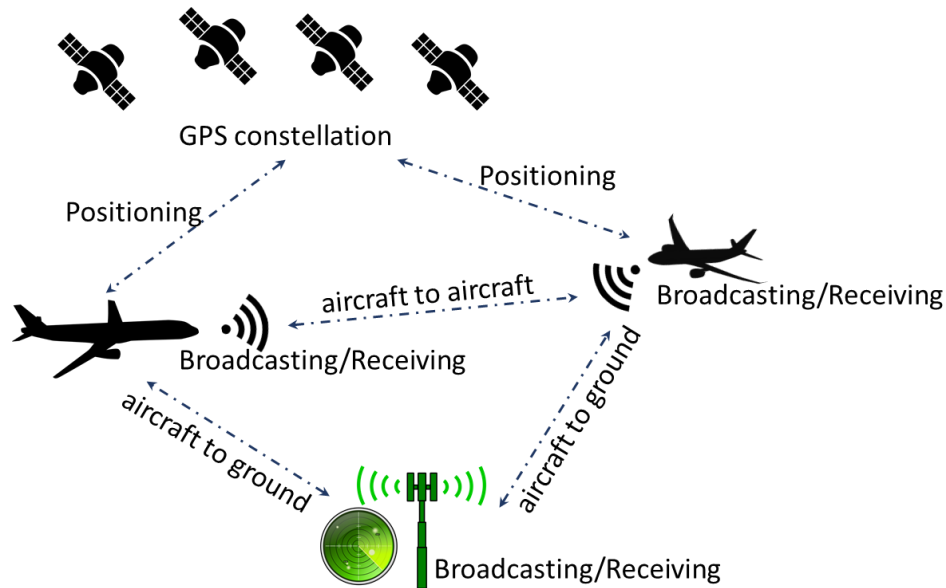 GPS constellation
Positioning
Positioning
aircraft to aircraft
Broadcasting/Receiving
Broadcasting/Receiving
aircraft to ground
aircraft to ground
Broadcasting/Receiving